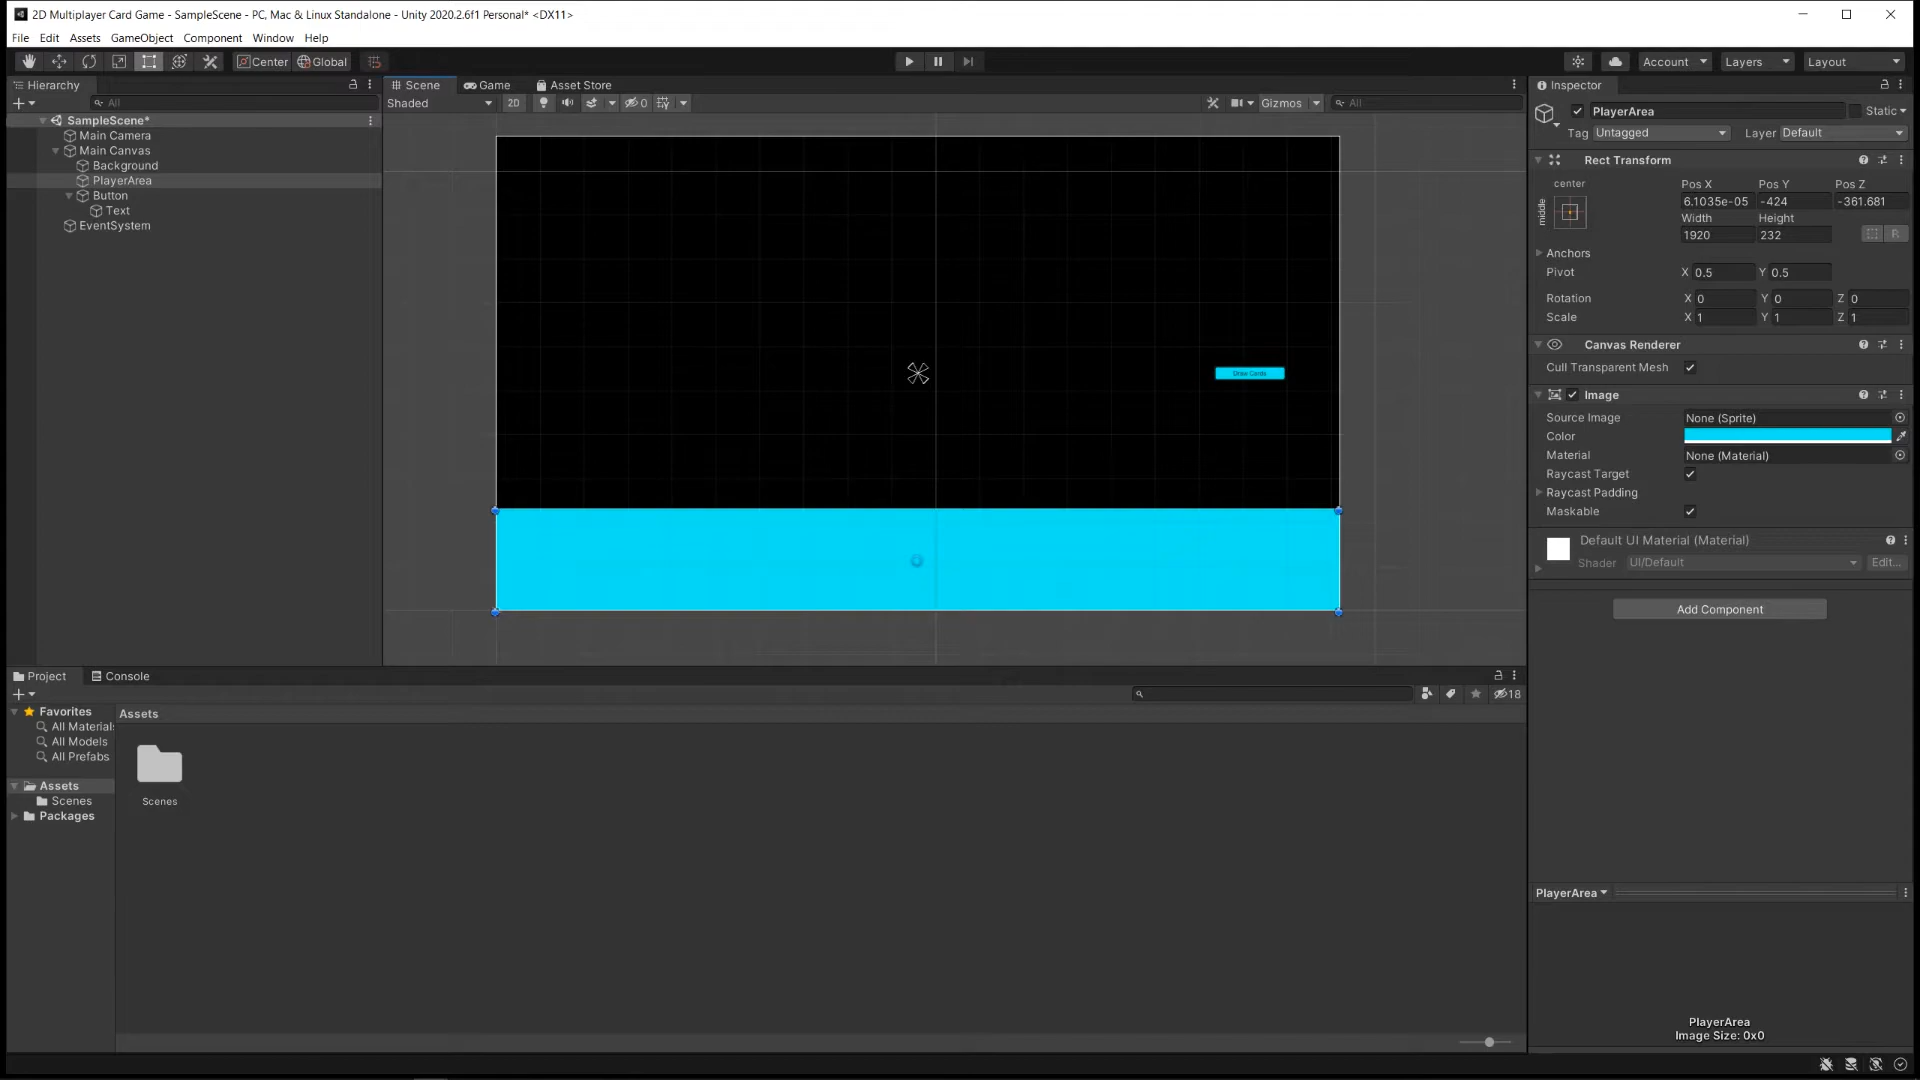 2D Multiplayer Card Game - SampleScene - PC, Mac & Linux Standalone - Unity 2020.2.6f1 Personal* <DX11>
File Edit Assets GameObject Component Window Help
Center Global Account Layers Layout
Hierarchy
All
SampleScene*
Main Camera
Main Canvas
Background
PlayerArea
Button
Text
EventSystem
Scene Game Asset Store
Shaded 2D 0 Gizmos All
Draw Cards
Inspector
PlayerArea Static
Tag Untagged Layer Default
Rect Transform
center
middle
Pos X Pos Y Pos Z
6.1035e-05 -424 -361.681
Width Height
1920 232 R
Anchors
Pivot X 0.5 Y 0.5
Rotation X 0 Y 0 Z 0
Scale X 1 Y 1 Z 1
Canvas Renderer
Cull Transparent Mesh
Image
Source Image None (Sprite)
Color
Material None (Material)
Raycast Target
Raycast Padding
Maskable
Default UI Material (Material)
Shader UI/Default Edit...
Add Component
PlayerArea
PlayerArea
Image Size: 0x0
Project Console
18
Favorites
All Materials
All Models
All Prefabs
Assets
Scenes
Packages
Assets
Scenes